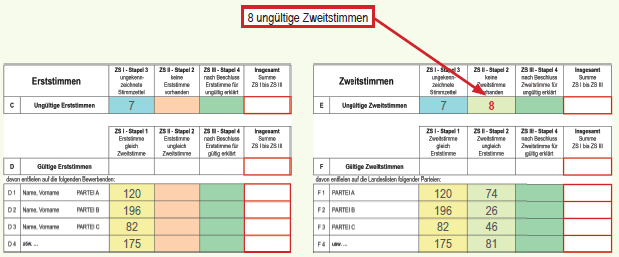 8 ungültige Zweitstimmen
Erststimmen
ZS I - Stapel 3
ungekenn-
zeichnete
Stimmzettel
ZS II - Stapel 2
keine
Erststimme
vorhanden
ZS III - Stapel 4
nach Beschluss
Erststimme für
ungültig erklärt
Insgesamt
Summe
ZS I bis ZS III
C Ungültige Erststimmen 7
ZS I - Stapel 1
Erststimme
gleich
Zweitstimme
ZS II - Stapel 2
Erststimme
ungleich
Zweitstimme
ZS III - Stapel 4
nach Beschluss
Erststimme für
gültig erklärt
Insgesamt
Summe
ZS I bis ZS III
D Gültige Erststimmen
davon entfielen auf die folgenden Bewerbenden:
D 1 Name, Vorname PARTEI A 120
D 2 Name, Vorname PARTEI B 196
D 3 Name, Vorname PARTEI C 82
D 4 usw. ... 175
Zweitstimmen
ZS I - Stapel 3
ungekenn-
zeichnete
Stimmzettel
ZS II - Stapel 2
keine
Zweitstimme
vorhanden
ZS III - Stapel 4
nach Beschluss
Zweitstimme für
ungültig erklärt
Insgesamt
Summe
ZS I bis ZS III
E Ungültige Zweitstimmen 7 8
ZS I - Stapel 1
Zweitstimme
gleich
Erststimme
ZS II - Stapel 2
Zweitstimme
ungleich
Erststimme
ZS III - Stapel 4
nach Beschluss
Zweitstimme für
gültig erklärt
Insgesamt
Summe
ZS I bis ZS III
F Gültige Zweitstimmen
davon entfielen auf die Landeslisten folgender Parteien:
F 1 PARTEI A 120 74
F 2 PARTEI B 196 26
F 3 PARTEI C 82 46
F 4 usw. ... 175 81